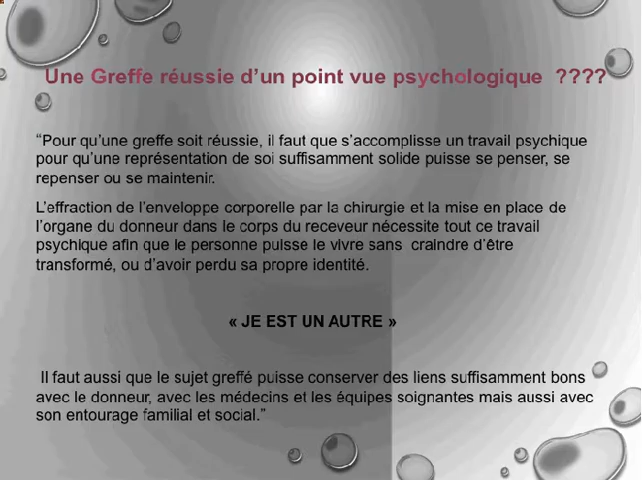 Une Greffe réussie d'un point vue psychologique ????
"Pour qu'une greffe soit réussie, il faut que s'accomplisse un travail psychique
pour qu'une représentation de soi suffisamment solide puisse se penser, se
repenser ou se maintenir.
L'effraction de l'enveloppe corporelle par la chirurgie et la mise en place de
l'organe du donneur dans le corps du receveur nécessite tout ce travail
psychique afin que le personne puisse le vivre sans craindre d'être
transformé, ou d'avoir perdu sa propre identité.
« JE EST UN AUTRE »
Il faut aussi que le sujet greffé puisse conserver des liens suffisamment bons
avec le donneur, avec les médecins et les équipes soignantes mais aussi avec
son entourage familial et social."